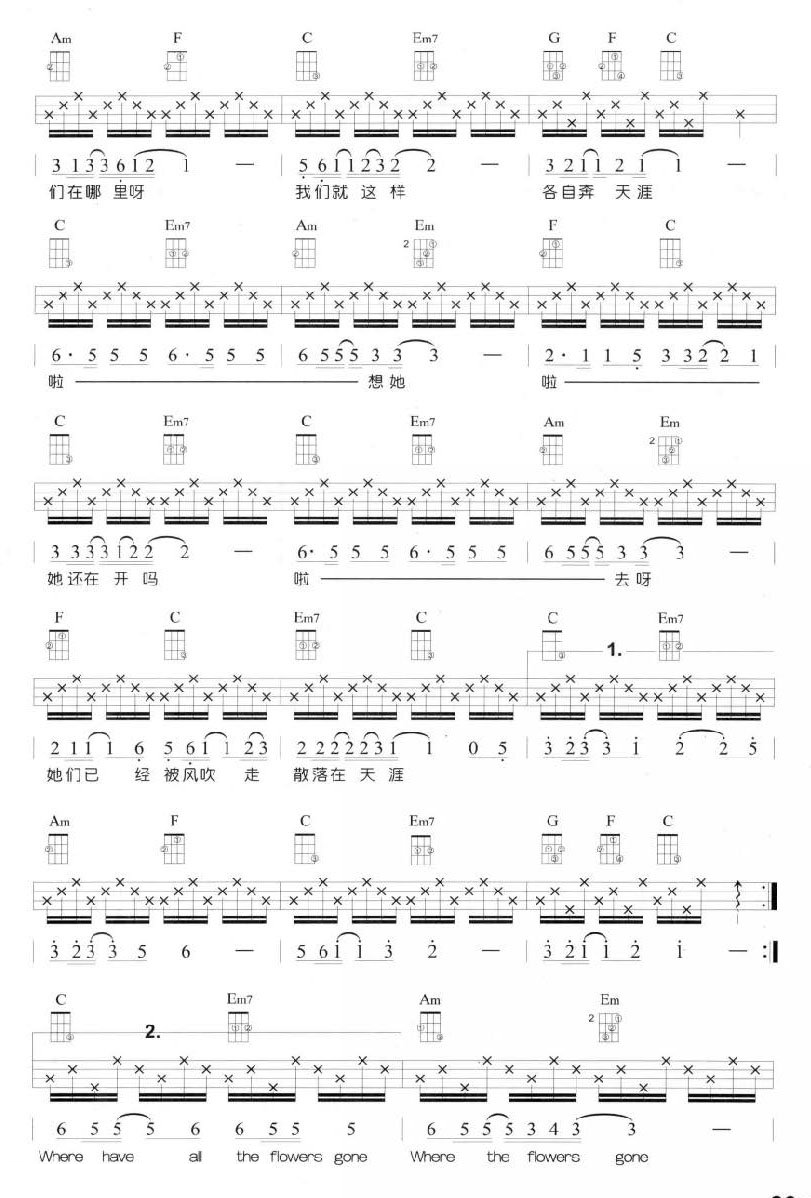 Am F C Em7 G F C
3 1 3 3 6 1 2 1 — 5 6 1 1 2 3 2 2 — 3 2 1 1 2 1 1 —
们在哪 里呀 我们就 这样 各自奔 天涯
C Em7 Am Em F C
2
6· 5 5 5 6· 5 5 5 6 5 5 5 3 3 3 — 2· 1 1 5 3 3 2 2 1
啦 想她 啦
C Em7 C Em7 Am Em
2
3 3 3 3 1 2 2 2 — 6· 5 5 5 6· 5 5 5 6 5 5 5 3 3 3 —
她还在 开吗 啦 去呀
F C Em7 C C Em7
1.
2 1 1 1 1 6 5 6 1 1 2 3 2 2 2 2 2 3 1 1 0 5 3 2 3 3 1 2 2 5
她们已 经 被风吹 走 散落在 天涯
Am F C Em7 G F C
3 2 3 3 5 6 — 5 6 1 1 3 2 — 3 2 1 1 2 1 —
C Em7 Am Em
2. 2
6 5 5 5 6 6 5 5 5 6 5 5 5 3 4 3 3 —
Where have all the flowers gone Where the flowers gone